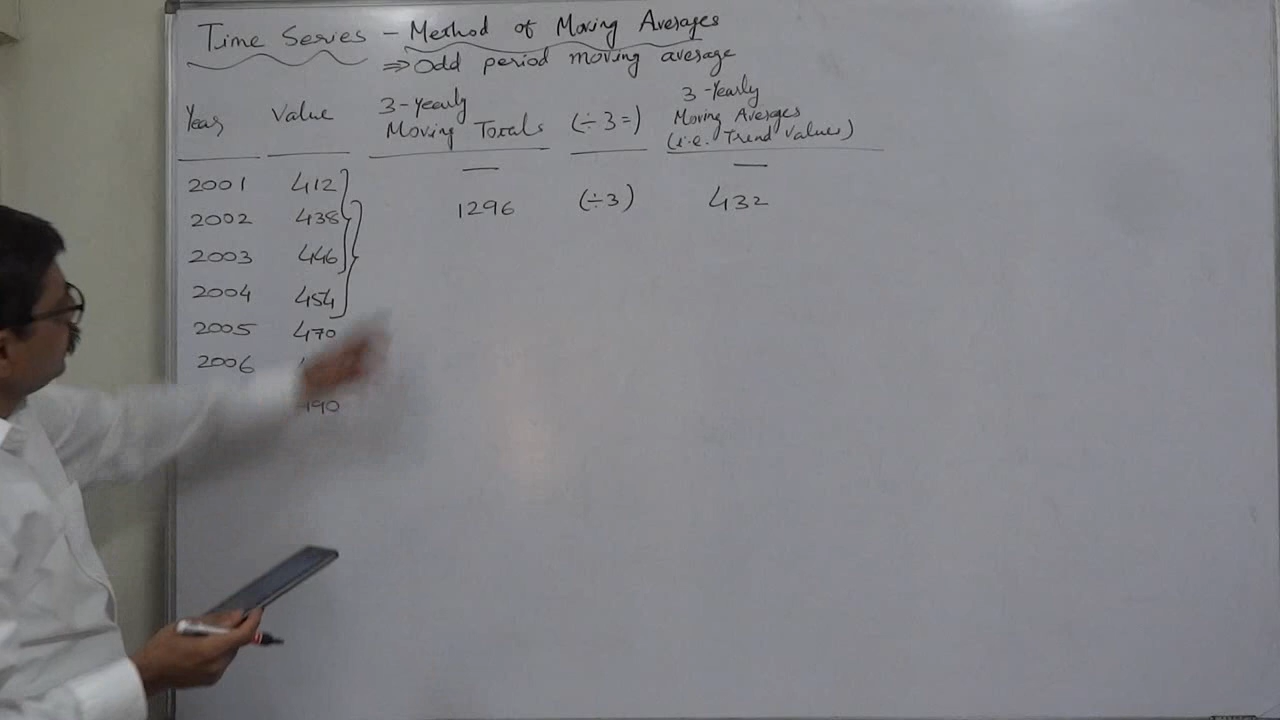 Time Series - Method of Moving Averages
⇒ Odd period moving average
Year Value 3-Yearly Moving Totals (÷3=) 3-Yearly Moving Averages (i.e. Trend Values)
2001 412 — —
2002 438 1296 (÷3) 432
2003 446
2004 454
2005 470
2006
490